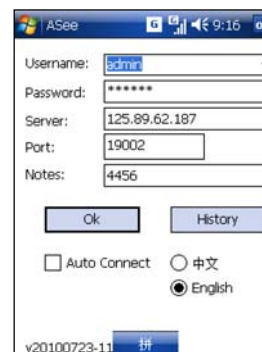 ASee G G 9:16
Username: admin
Password: ******
Server: 125.89.62.187
Port: 19002
Notes: 4456
Ok History
Auto Connect 中文
English
v20100723-11 拼